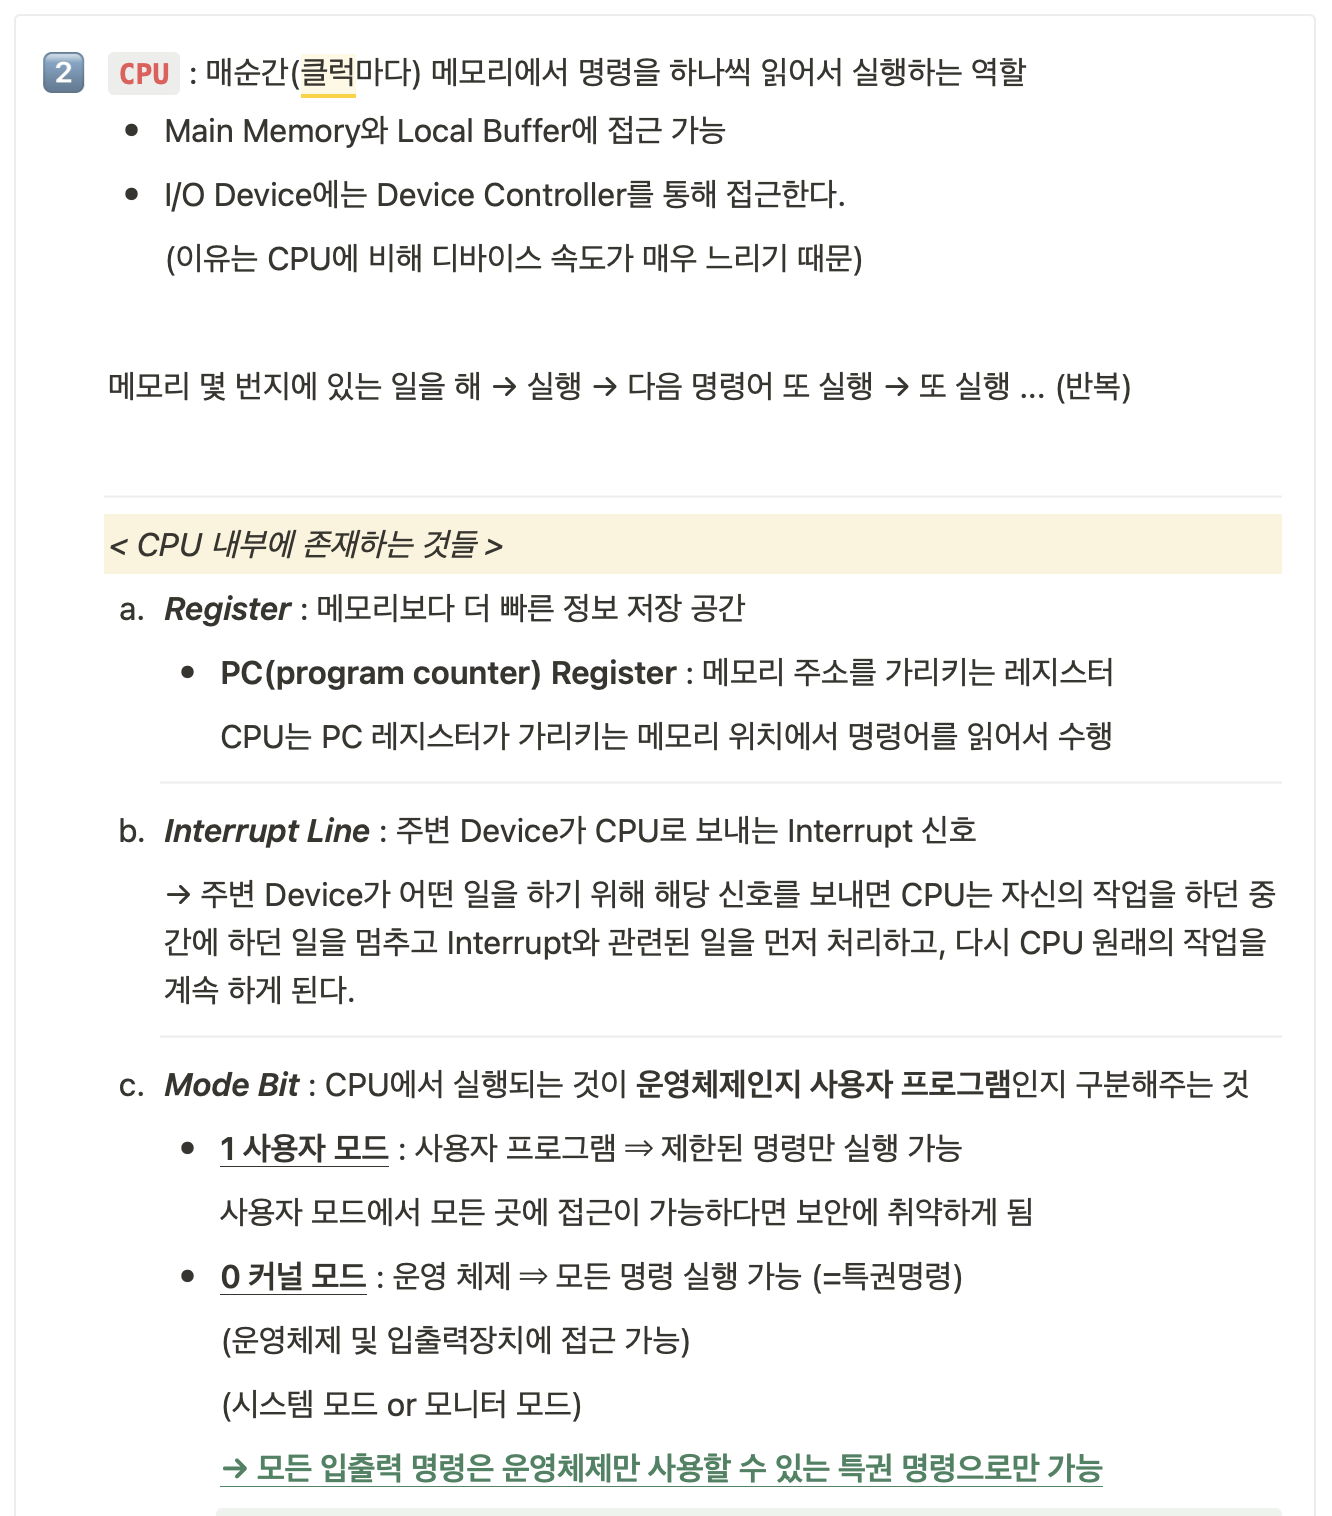 2 CPU : 매순간(클럭마다) 메모리에서 명령을 하나씩 읽어서 실행하는 역할
• Main Memory와 Local Buffer에 접근 가능
• I/O Device에는 Device Controller를 통해 접근한다.
(이유는 CPU에 비해 디바이스 속도가 매우 느리기 때문)
메모리 몇 번지에 있는 일을 해 → 실행 → 다음 명령어 또 실행 → 또 실행 ... (반복)
< CPU 내부에 존재하는 것들 >
a. Register : 메모리보다 더 빠른 정보 저장 공간
• PC(program counter) Register : 메모리 주소를 가리키는 레지스터
CPU는 PC 레지스터가 가리키는 메모리 위치에서 명령어를 읽어서 수행
b. Interrupt Line : 주변 Device가 CPU로 보내는 Interrupt 신호
→ 주변 Device가 어떤 일을 하기 위해 해당 신호를 보내면 CPU는 자신의 작업을 하던 중
간에 하던 일을 멈추고 Interrupt와 관련된 일을 먼저 처리하고, 다시 CPU 원래의 작업을
계속 하게 된다.
c. Mode Bit : CPU에서 실행되는 것이 운영체제인지 사용자 프로그램인지 구분해주는 것
• 1 사용자 모드 : 사용자 프로그램 ⇒ 제한된 명령만 실행 가능
사용자 모드에서 모든 곳에 접근이 가능하다면 보안에 취약하게 됨
• 0 커널 모드 : 운영 체제 ⇒ 모든 명령 실행 가능 (=특권명령)
(운영체제 및 입출력장치에 접근 가능)
(시스템 모드 or 모니터 모드)
→ 모든 입출력 명령은 운영체제만 사용할 수 있는 특권 명령으로만 가능